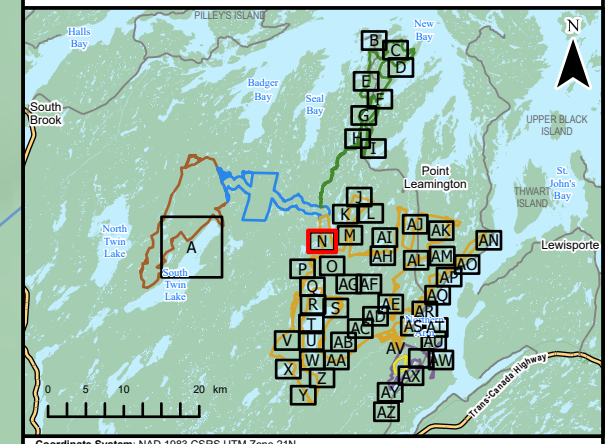 PILLEY'S ISLAND
Halls
Bay
New
Bay
N
B
C
D
Badger
Bay
E
Seal
Bay
F
South
Brook
G
UPPER BLACK
ISLAND
H
I
Point
Leamington
St.
John's
Bay
THWART
ISLAND
J
K
L
AJ
AK
North
Twin
Lake
A
N
M
AI
AN
Lewisporte
AH
AL
AM
AO
P
O
South
Twin
Lake
AP
Q
AG
AF
AQ
R
S
AE
AR
AD
T
AC
AS
AT
V
U
AB
AV
AU
W
AA
AW
X
Z
AX
Y
AY
AZ
Trans-Canada Highway
0 5 10 20 km
Coordinate System: NAD 1983 CSRS UTM Zone 21N